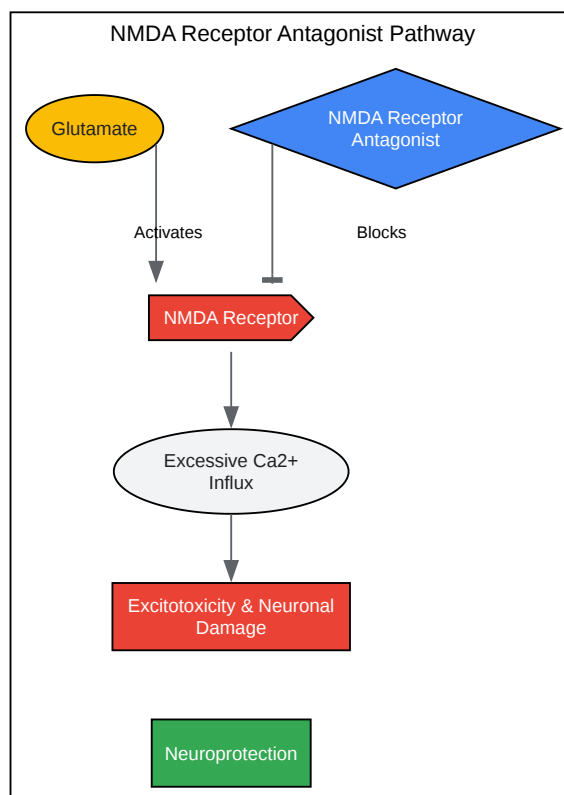 NMDA Receptor Antagonist Pathway
Glutamate
NMDA Receptor
Antagonist
Activates
Blocks
NMDA Receptor
Excessive Ca2+
Influx
Excitotoxicity & Neuronal
Damage
Neuroprotection